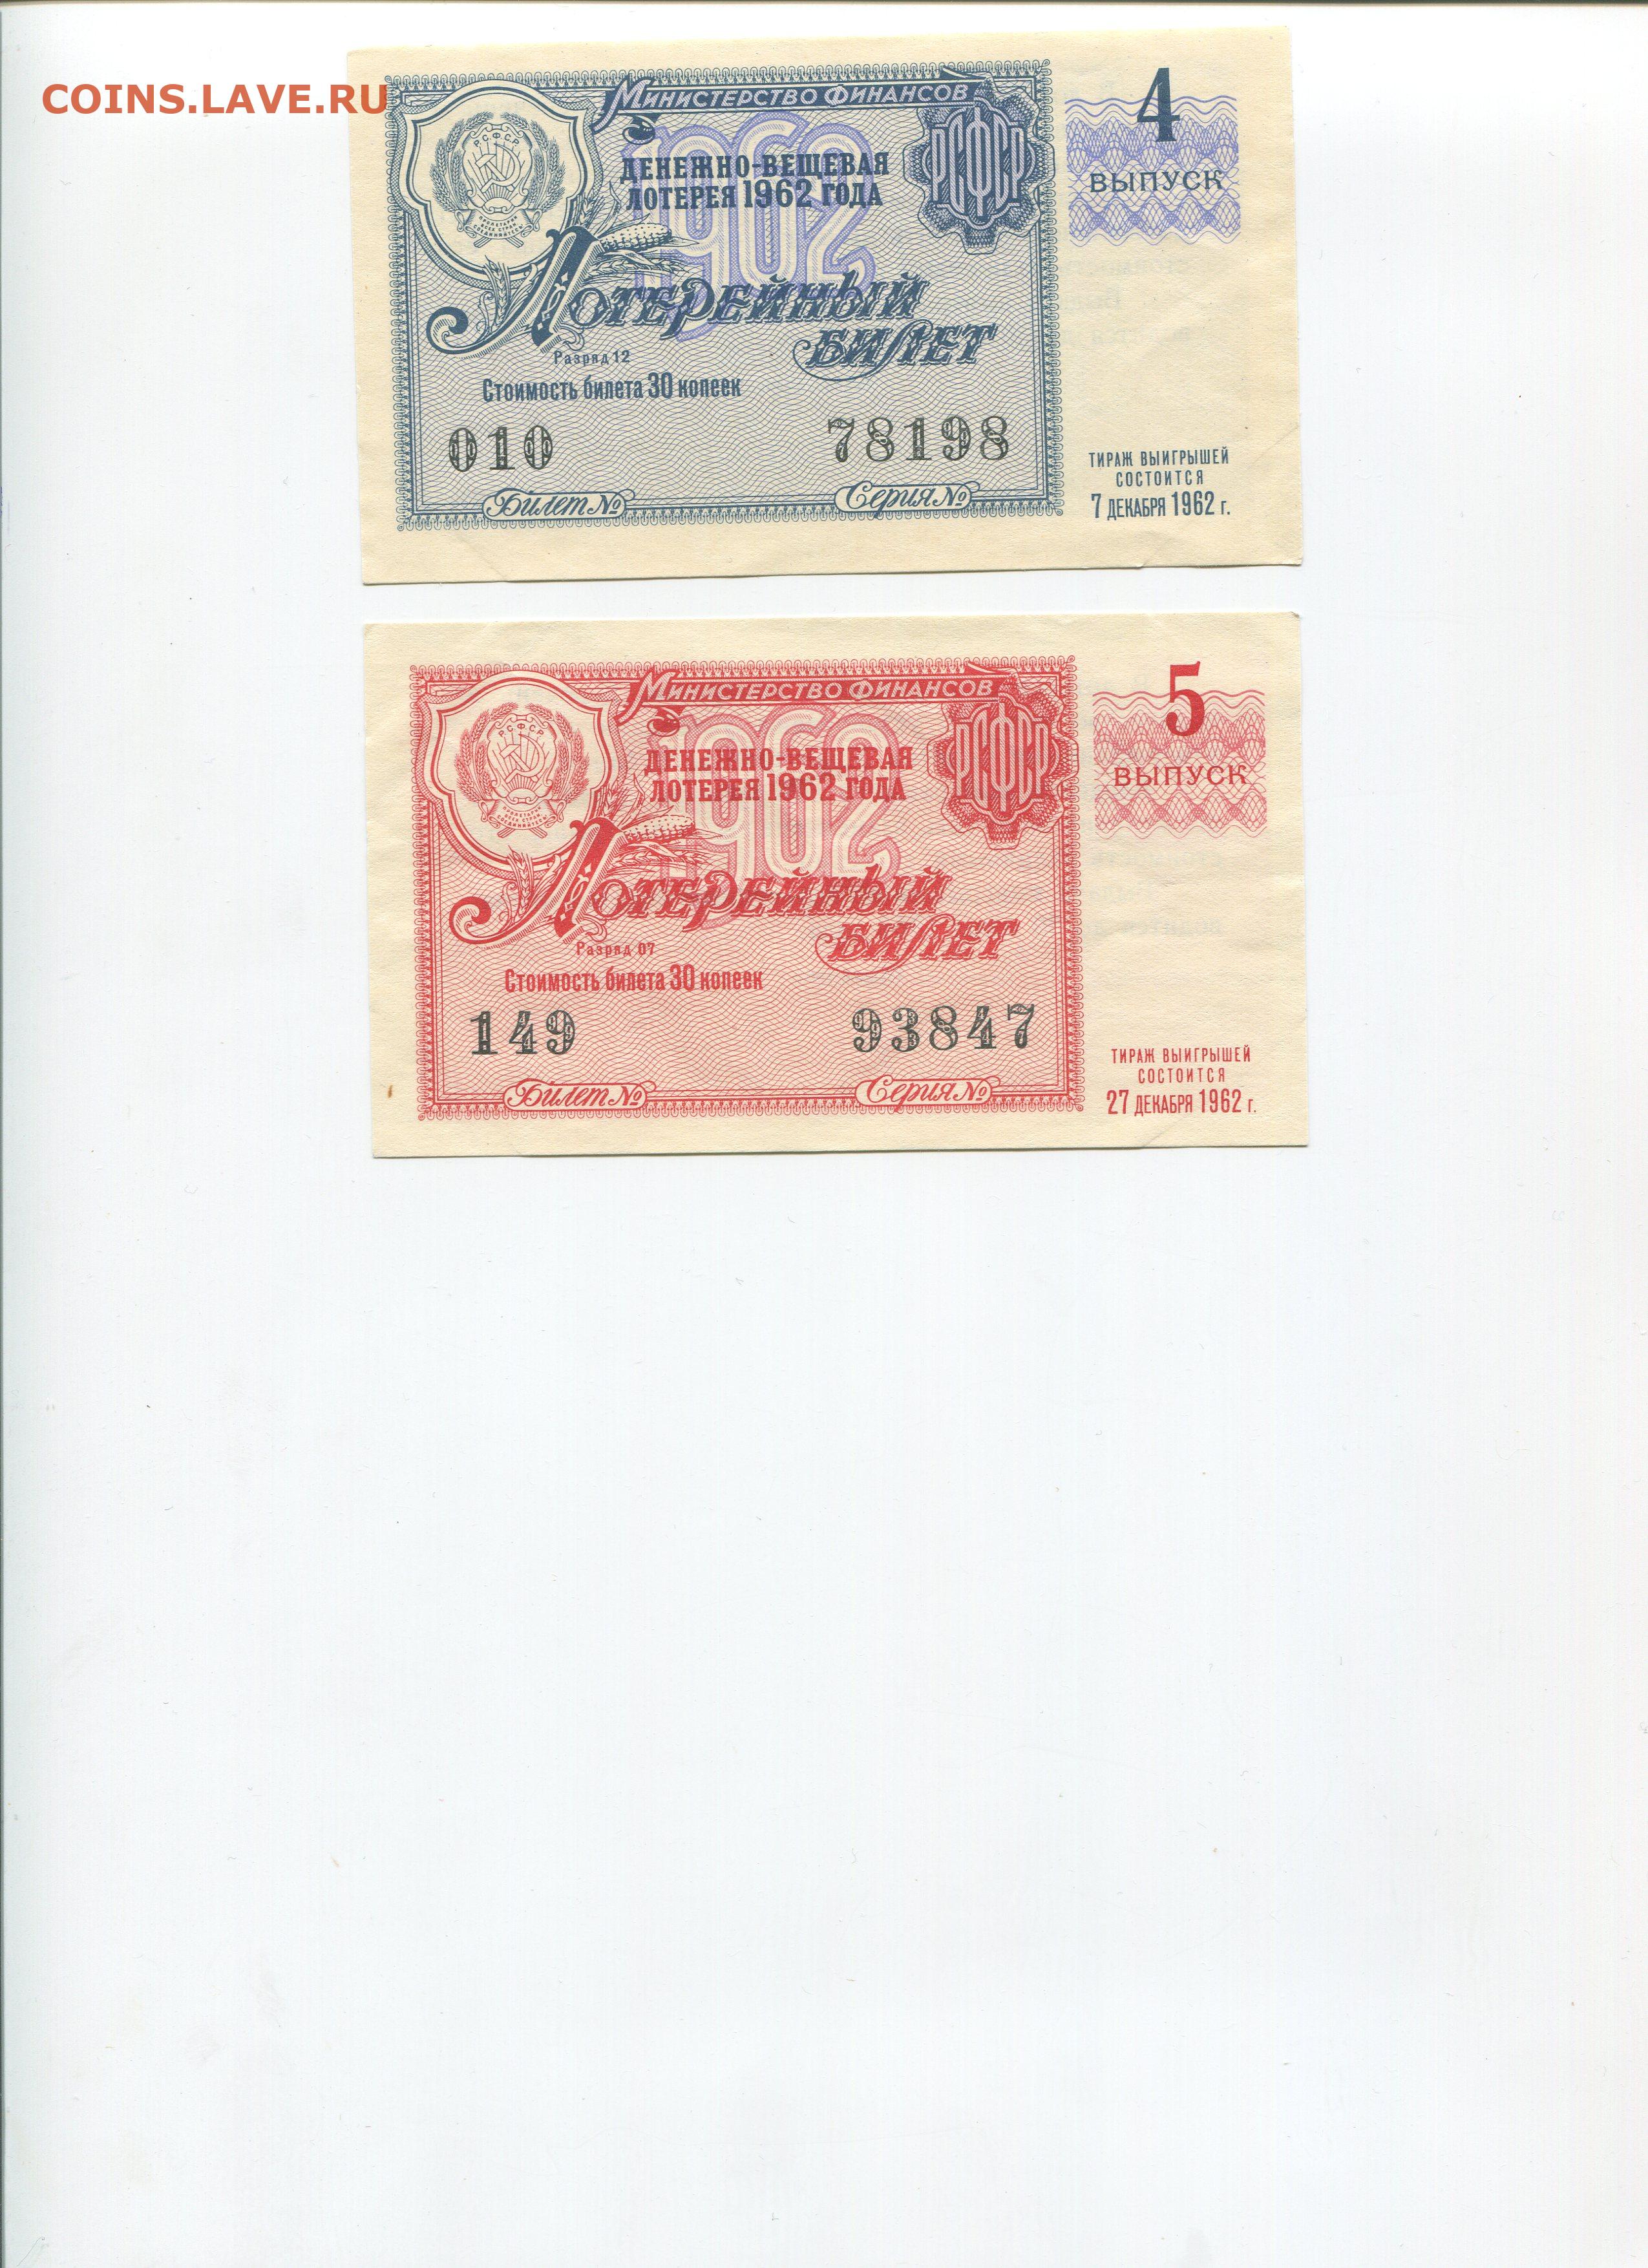 COINS.LAVE.RU
МИНИСТЕРСТВО ФИНАНСОВ
РСФСР
1962
ДЕНЕЖНО-ВЕЩЕВАЯ
ЛОТЕРЕЯ 1962 ГОДА
РСФСР
ЛОТЕРЕЙНЫЙ
БИЛЕТ
Разряд 12
Стоимость билета 30 копеек
010 78198
Билет № Серия №
4
ВЫПУСК
ТИРАЖ ВЫИГРЫШЕЙ
СОСТОИТСЯ
7 ДЕКАБРЯ 1962 г.
МИНИСТЕРСТВО ФИНАНСОВ
РСФСР
1962
ДЕНЕЖНО-ВЕЩЕВАЯ
ЛОТЕРЕЯ 1962 ГОДА
РСФСР
ЛОТЕРЕЙНЫЙ
БИЛЕТ
Разряд 07
Стоимость билета 30 копеек
149 93847
Билет № Серия №
5
ВЫПУСК
ТИРАЖ ВЫИГРЫШЕЙ
СОСТОИТСЯ
27 ДЕКАБРЯ 1962 г.